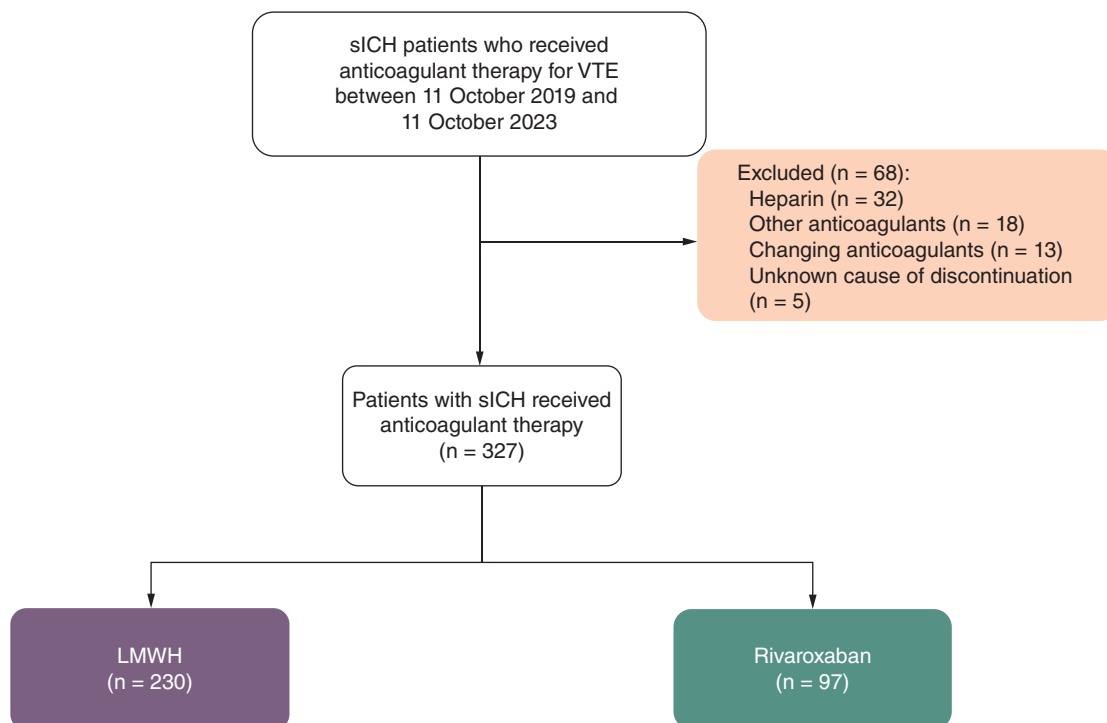 sICH patients who received
anticoagulant therapy for VTE
between 11 October 2019 and
11 October 2023
Excluded (n = 68):
Heparin (n = 32)
Other anticoagulants (n = 18)
Changing anticoagulants (n = 13)
Unknown cause of discontinuation
(n = 5)
Patients with sICH received
anticoagulant therapy
(n = 327)
LMWH
(n = 230)
Rivaroxaban
(n = 97)